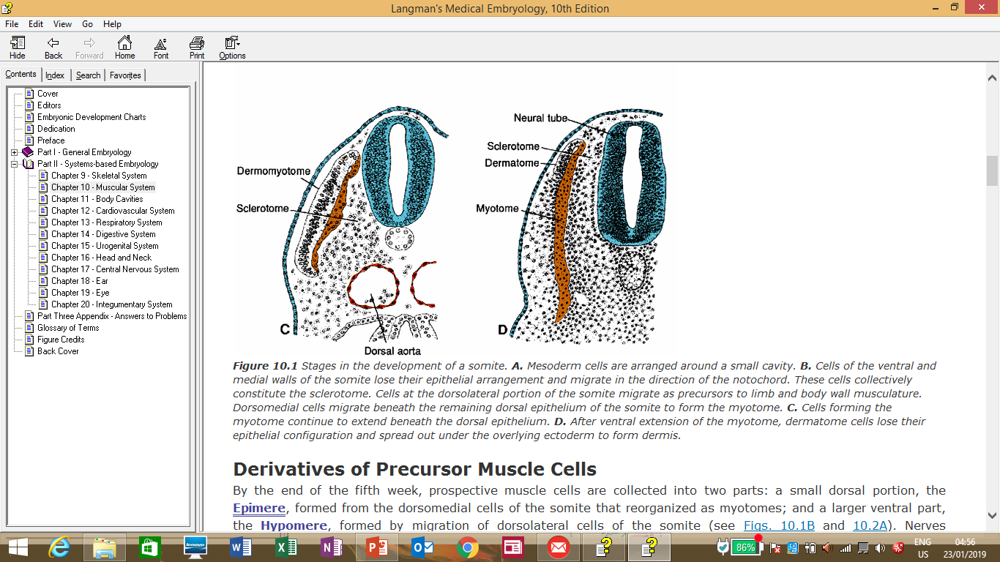 Langman's Medical Embryology, 10th Edition
File Edit View Go Help
Hide Back Forward Home Font Print Options
Contents Index Search Favorites
Cover
Editors
Embryonic Development Charts
Dedication
Preface
Part I - General Embryology
Part II - Systems-based Embryology
Chapter 9 - Skeletal System
Chapter 10 - Muscular System
Chapter 11 - Body Cavities
Chapter 12 - Cardiovascular System
Chapter 13 - Respiratory System
Chapter 14 - Digestive System
Chapter 15 - Urogenital System
Chapter 16 - Head and Neck
Chapter 17 - Central Nervous System
Chapter 18 - Ear
Chapter 19 - Eye
Chapter 20 - Integumentary System
Part Three Appendix - Answers to Problems
Glossary of Terms
Figure Credits
Back Cover
Dermomyotome
Sclerotome
C
Dorsal aorta
Neural tube
Sclerotome
Dermatome
Myotome
D
Figure 10.1 Stages in the development of a somite. A. Mesoderm cells are arranged around a small cavity. B. Cells of the ventral and
medial walls of the somite lose their epithelial arrangement and migrate in the direction of the notochord. These cells collectively
constitute the sclerotome. Cells at the dorsolateral portion of the somite migrate as precursors to limb and body wall musculature.
Dorsomedial cells migrate beneath the remaining dorsal epithelium of the somite to form the myotome. C. Cells forming the
myotome continue to extend beneath the dorsal epithelium. D. After ventral extension of the myotome, dermatome cells lose their
epithelial configuration and spread out under the overlying ectoderm to form dermis.
Derivatives of Precursor Muscle Cells
By the end of the fifth week, prospective muscle cells are collected into two parts: a small dorsal portion, the
Epimere, formed from the dorsomedial cells of the somite that reorganized as myotomes; and a larger ventral part,
the Hypomere, formed by migration of dorsolateral cells of the somite (see Figs. 10.1B and 10.2A). Nerves
lenovo
86%
ENG
US
04:56
23/01/2019